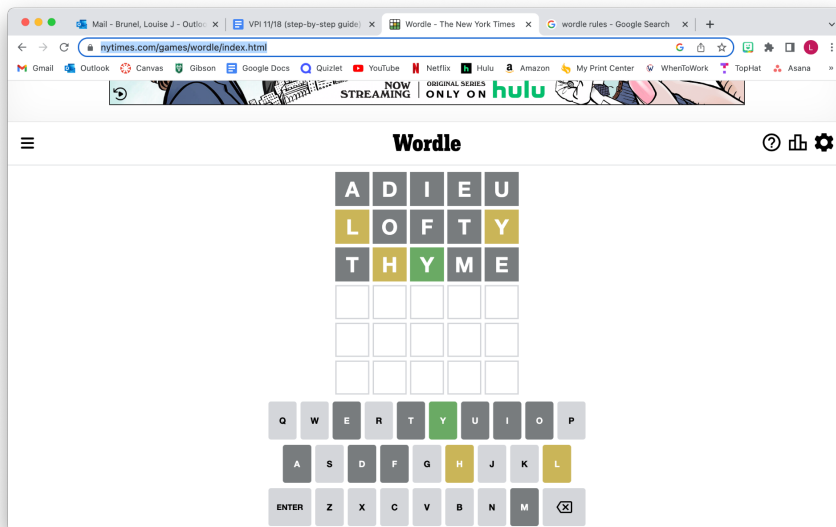 Mail - Brunel, Louise J - Outloo VPI 11/18 (step-by-step guide) Wordle - The New York Times wordle rules - Google Search
nytimes.com/games/wordle/index.html
Gmail Outlook Canvas Gibson Google Docs Quizlet YouTube Netflix Hulu Amazon My Print Center WhenToWork TopHat Asana »
NOW STREAMING ORIGINAL SERIES ONLY ON hulu
Wordle
A D I E U
L O F T Y
T H Y M E
Q W E R T Y U I O P
A S D F G H J K L
ENTER Z X C V B N M